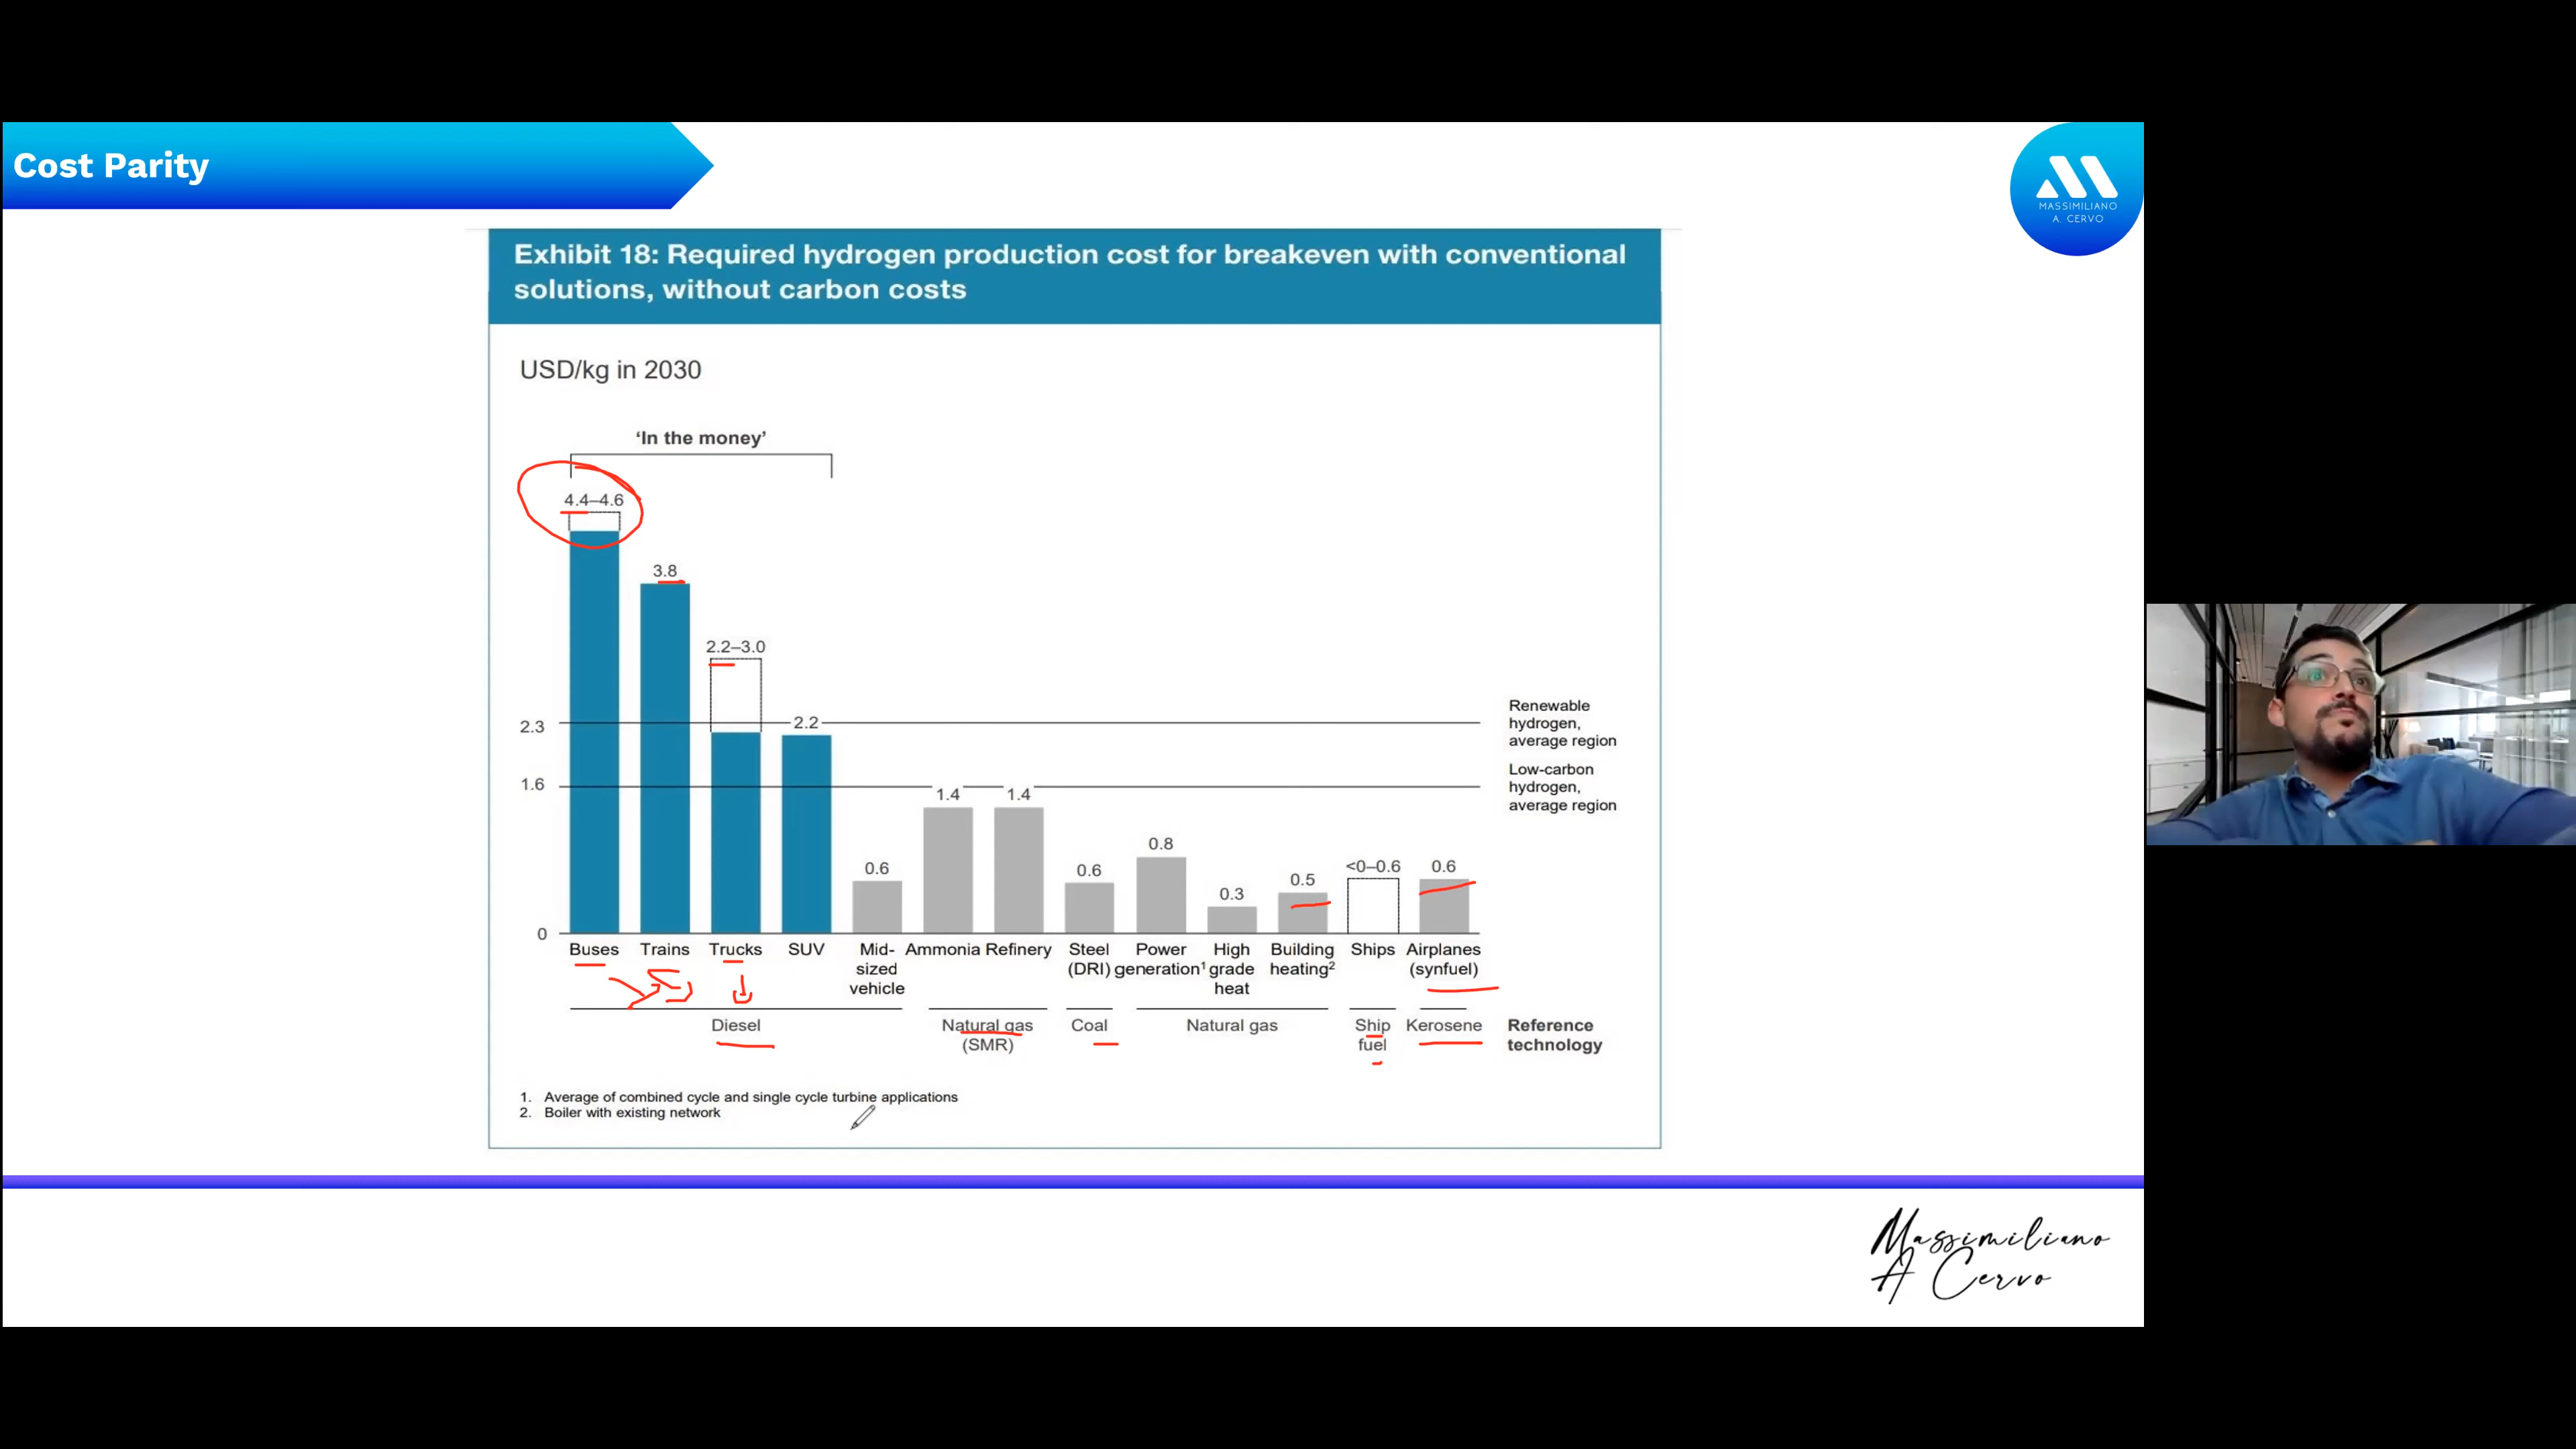 Cost Parity
MASSIMILIANO
A. CERVO
Exhibit 18: Required hydrogen production cost for breakeven with conventional
solutions, without carbon costs
USD/kg in 2030
‘In the money’
4.4–4.6
3.8
2.2–3.0
2.3
2.2
Renewable
hydrogen,
average region
1.6
Low-carbon
hydrogen,
average region
1.4
1.4
0.6
0.6
0.8
0.3
0.5
<0–0.6
0.6
0
Buses
Trains
Trucks
SUV
Mid-
sized
vehicle
Ammonia
Refinery
Steel
(DRI)
Power
generation¹
High
grade
heat
Building
heating²
Ships
Airplanes
(synfuel)
Diesel
Natural gas
(SMR)
Coal
Natural gas
Ship
fuel
Kerosene
Reference
technology
1. Average of combined cycle and single cycle turbine applications
2. Boiler with existing network
Massimiliano
A Cervo